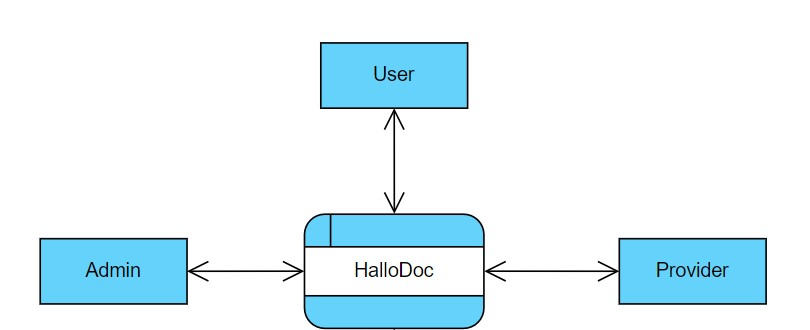 User
Admin
HalloDoc
Provider